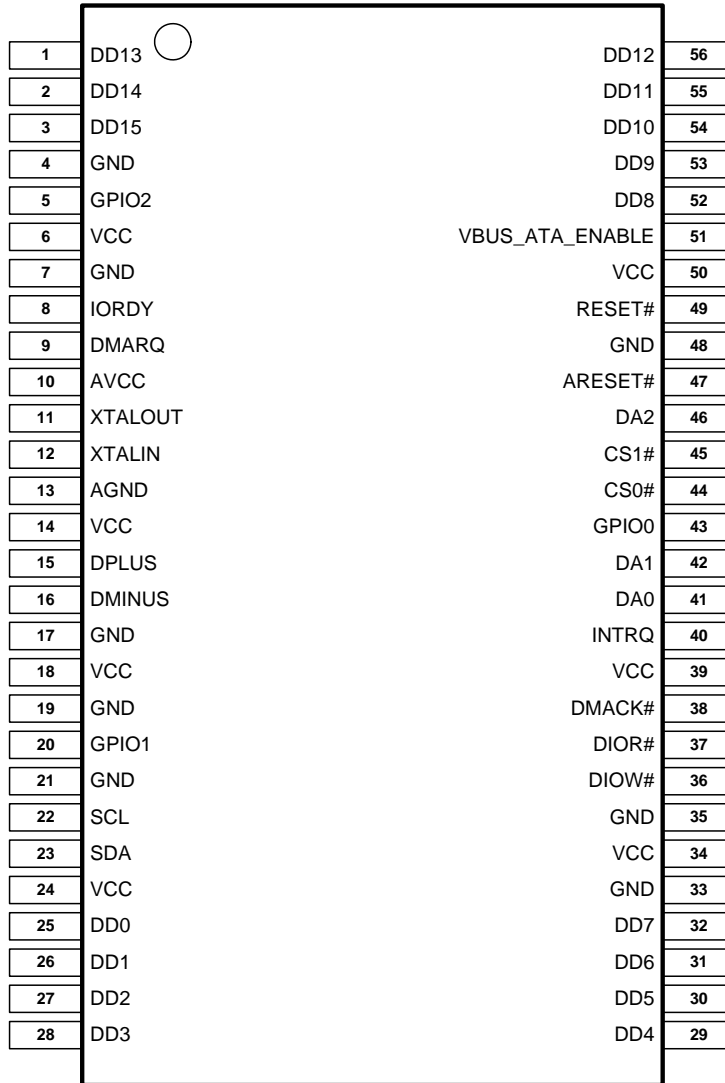 1 DD13 DD12 56
2 DD14 DD11 55
3 DD15 DD10 54
4 GND DD9 53
5 GPIO2 DD8 52
6 VCC VBUS_ATA_ENABLE 51
7 GND VCC 50
8 IORDY RESET# 49
9 DMARQ GND 48
10 AVCC ARESET# 47
11 XTALOUT DA2 46
12 XTALIN CS1# 45
13 AGND CS0# 44
14 VCC GPIO0 43
15 DPLUS DA1 42
16 DMINUS DA0 41
17 GND INTRQ 40
18 VCC VCC 39
19 GND DMACK# 38
20 GPIO1 DIOR# 37
21 GND DIOW# 36
22 SCL GND 35
23 SDA VCC 34
24 VCC GND 33
25 DD0 DD7 32
26 DD1 DD6 31
27 DD2 DD5 30
28 DD3 DD4 29